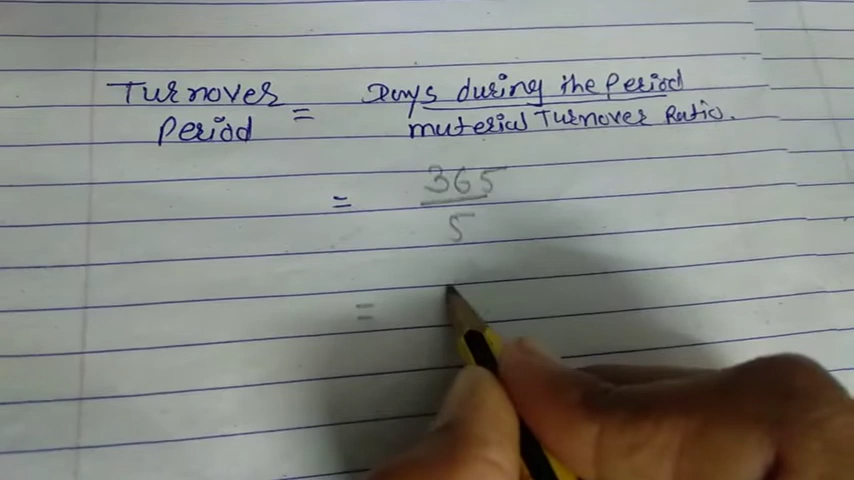 Turnover Period = Days during the Period
material Turnover Ratio.
= 365
5
=